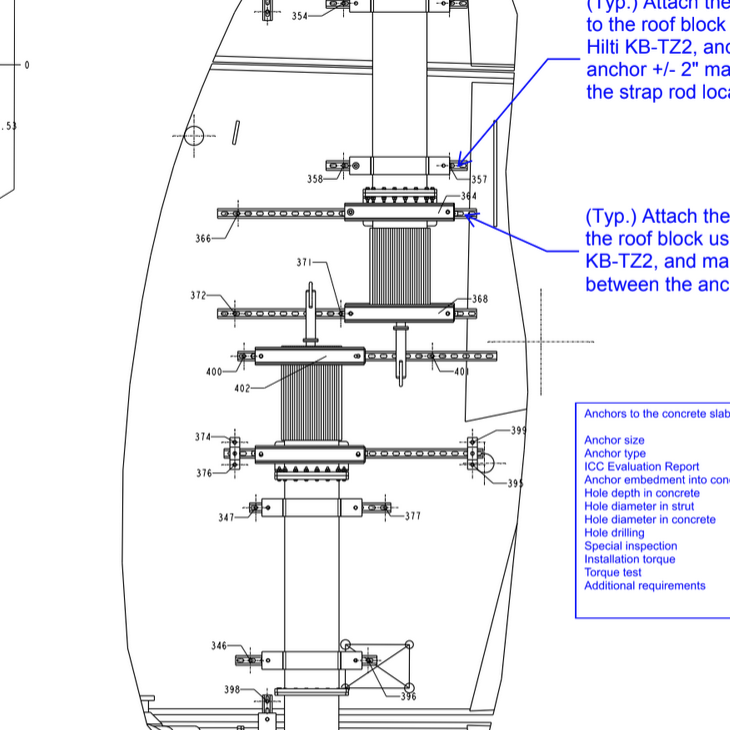 (Typ.) Attach the
to the roof block
Hilti KB-TZ2, and
anchor +/- 2" ma
the strap rod loca
354
0
.53
358
357
364
366
(Typ.) Attach the
the roof block us
KB-TZ2, and ma
between the anc
371
372
368
400
401
402
Anchors to the concrete slab
Anchor size
Anchor type
ICC Evaluation Report
Anchor embedment into conc
Hole depth in concrete
Hole diameter in strut
Hole diameter in concrete
Hole drilling
Special inspection
Installation torque
Torque test
Additional requirements
374
399
376
395
347
377
346
398
396